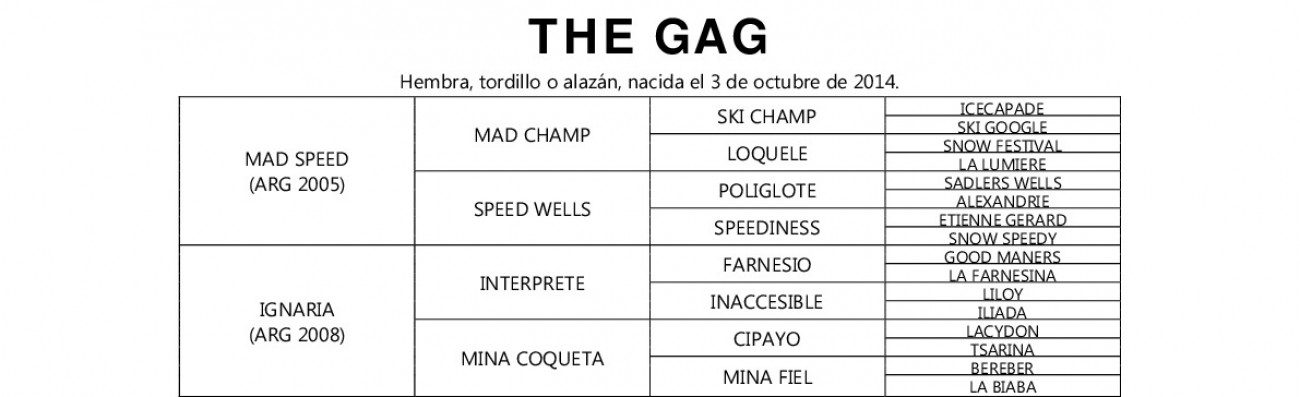 THE GAG
Hembra, tordillo o alazán, nacida el 3 de octubre de 2014.
MAD SPEED
(ARG 2005)
MAD CHAMP
SKI CHAMP
ICECAPADE
SKI GOOGLE
LOQUELE
SNOW FESTIVAL
LA LUMIERE
SPEED WELLS
POLIGLOTE
SADLERS WELLS
ALEXANDRIE
SPEEDINESS
ETIENNE GERARD
SNOW SPEEDY
IGNARIA
(ARG 2008)
INTERPRETE
FARNESIO
GOOD MANERS
LA FARNESINA
INACCESIBLE
LILOY
ILIADA
MINA COQUETA
CIPAYO
LACYDON
TSARINA
MINA FIEL
BEREBER
LA BIABA